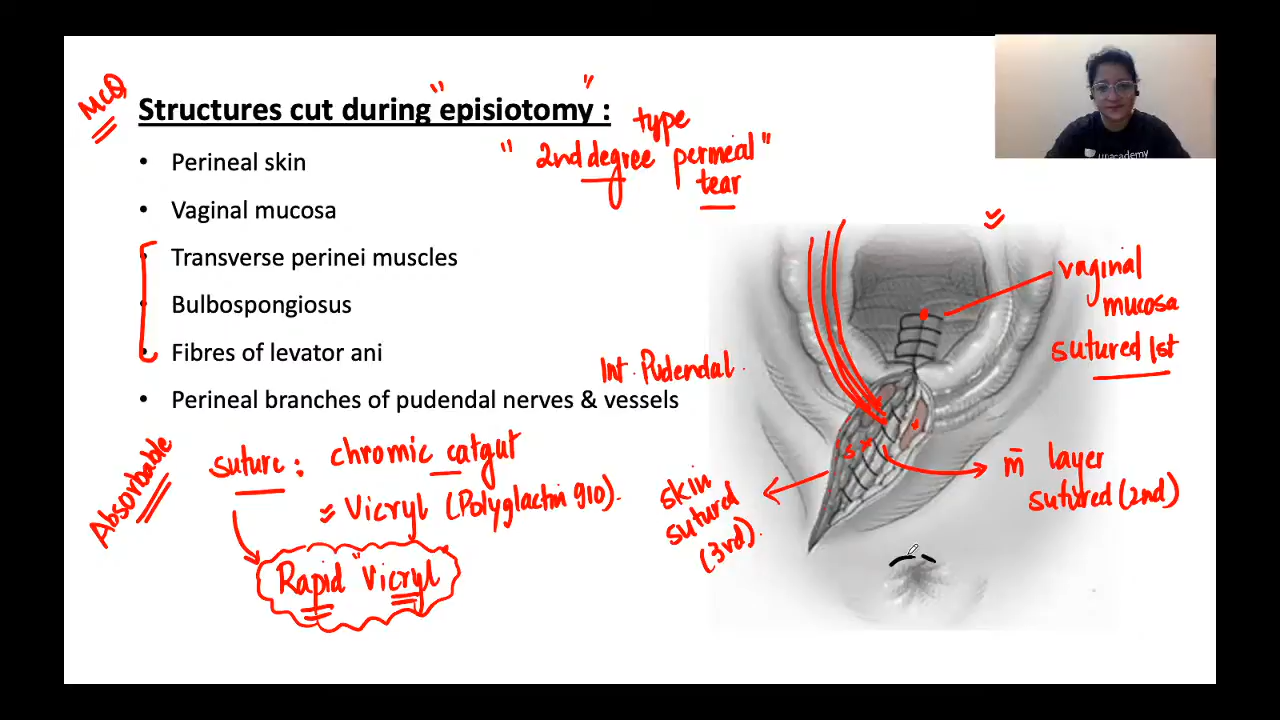 MCQ
Structures cut during "episiotomy" :
type
" 2nd degree perineal "
tear
• Perineal skin
• Vaginal mucosa
• Transverse perinei muscles
• Bulbospongiosus
• Fibres of levator ani
• Perineal branches of pudendal nerves & vessels
Int. Pudendal
Absorbable
suture : chromic catgut
= Vicryl (Polyglactin 910).
Rapid "Vicryl
vaginal
mucosa
sutured 1st
m̄ layer
sutured (2nd)
skin
sutured
(3rd).
unacademy